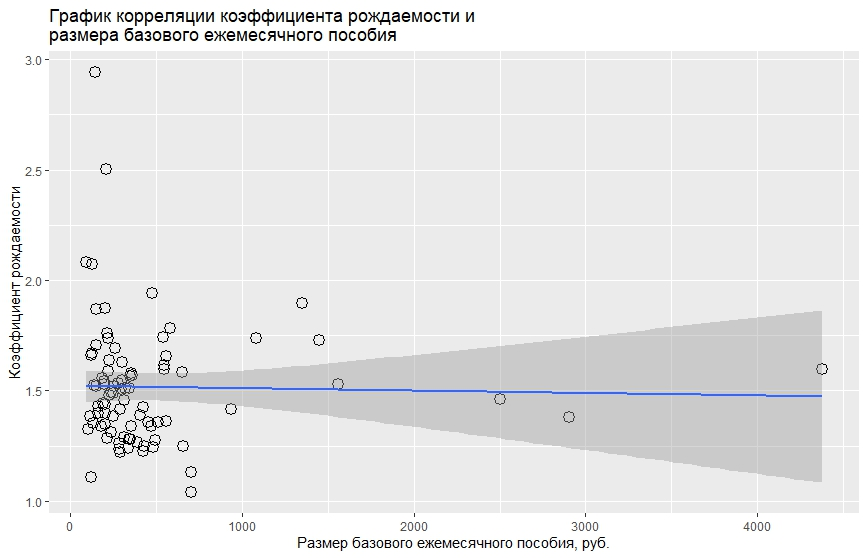 График корреляции коэффициента рождаемости и
размера базового ежемесячного пособия
Коэффициент рождаемости
3.0
2.5
2.0
1.5
1.0
0
1000
2000
3000
4000
Размер базового ежемесячного пособия, руб.